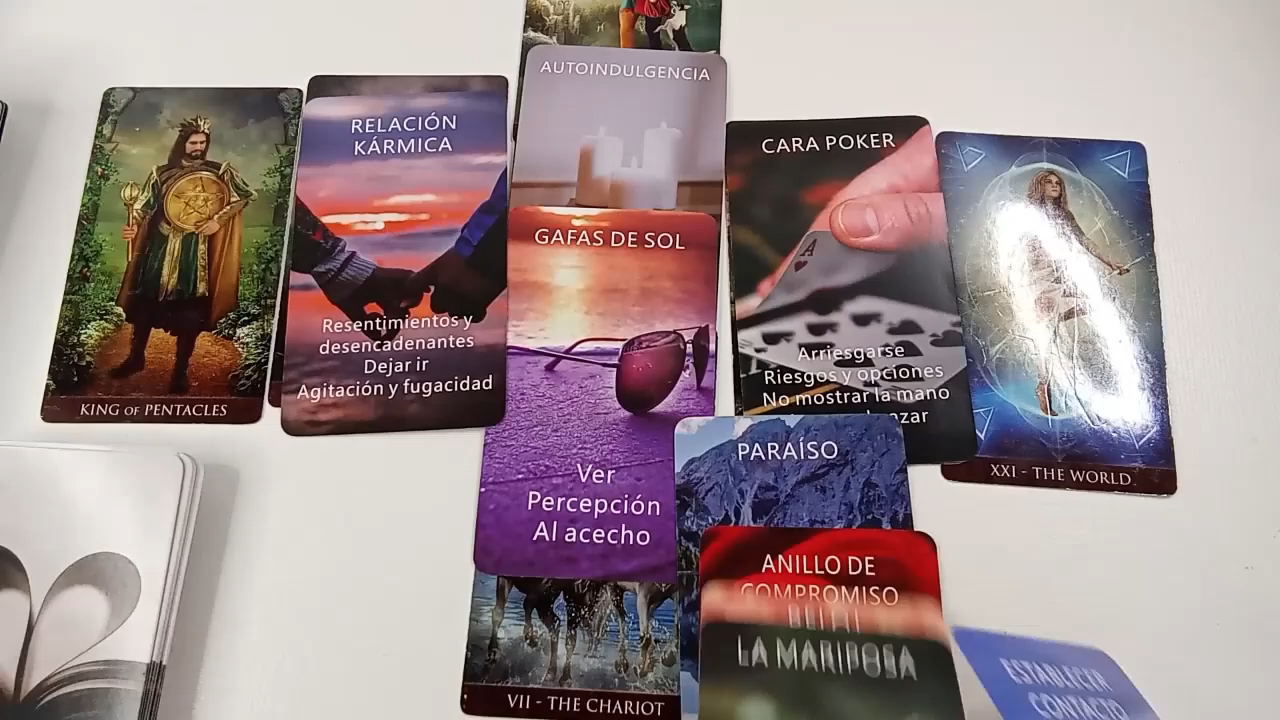 AUTOINDULGENCIA
RELACIÓN
KÁRMICA
Resentimientos y
desencadenantes
Dejar ir
Agitación y fugacidad
KING OF PENTACLES
GAFAS DE SOL
Ver
Percepción
Al acecho
VII - THE CHARIOT
CARA POKER
A
Arriesgarse
Riesgos y opciones
No mostrar la mano
XXI - THE WORLD
PARAÍSO
ANILLO DE
COMPROMISO
LA MARIPOSA
ESTABLECER
CONTACTO